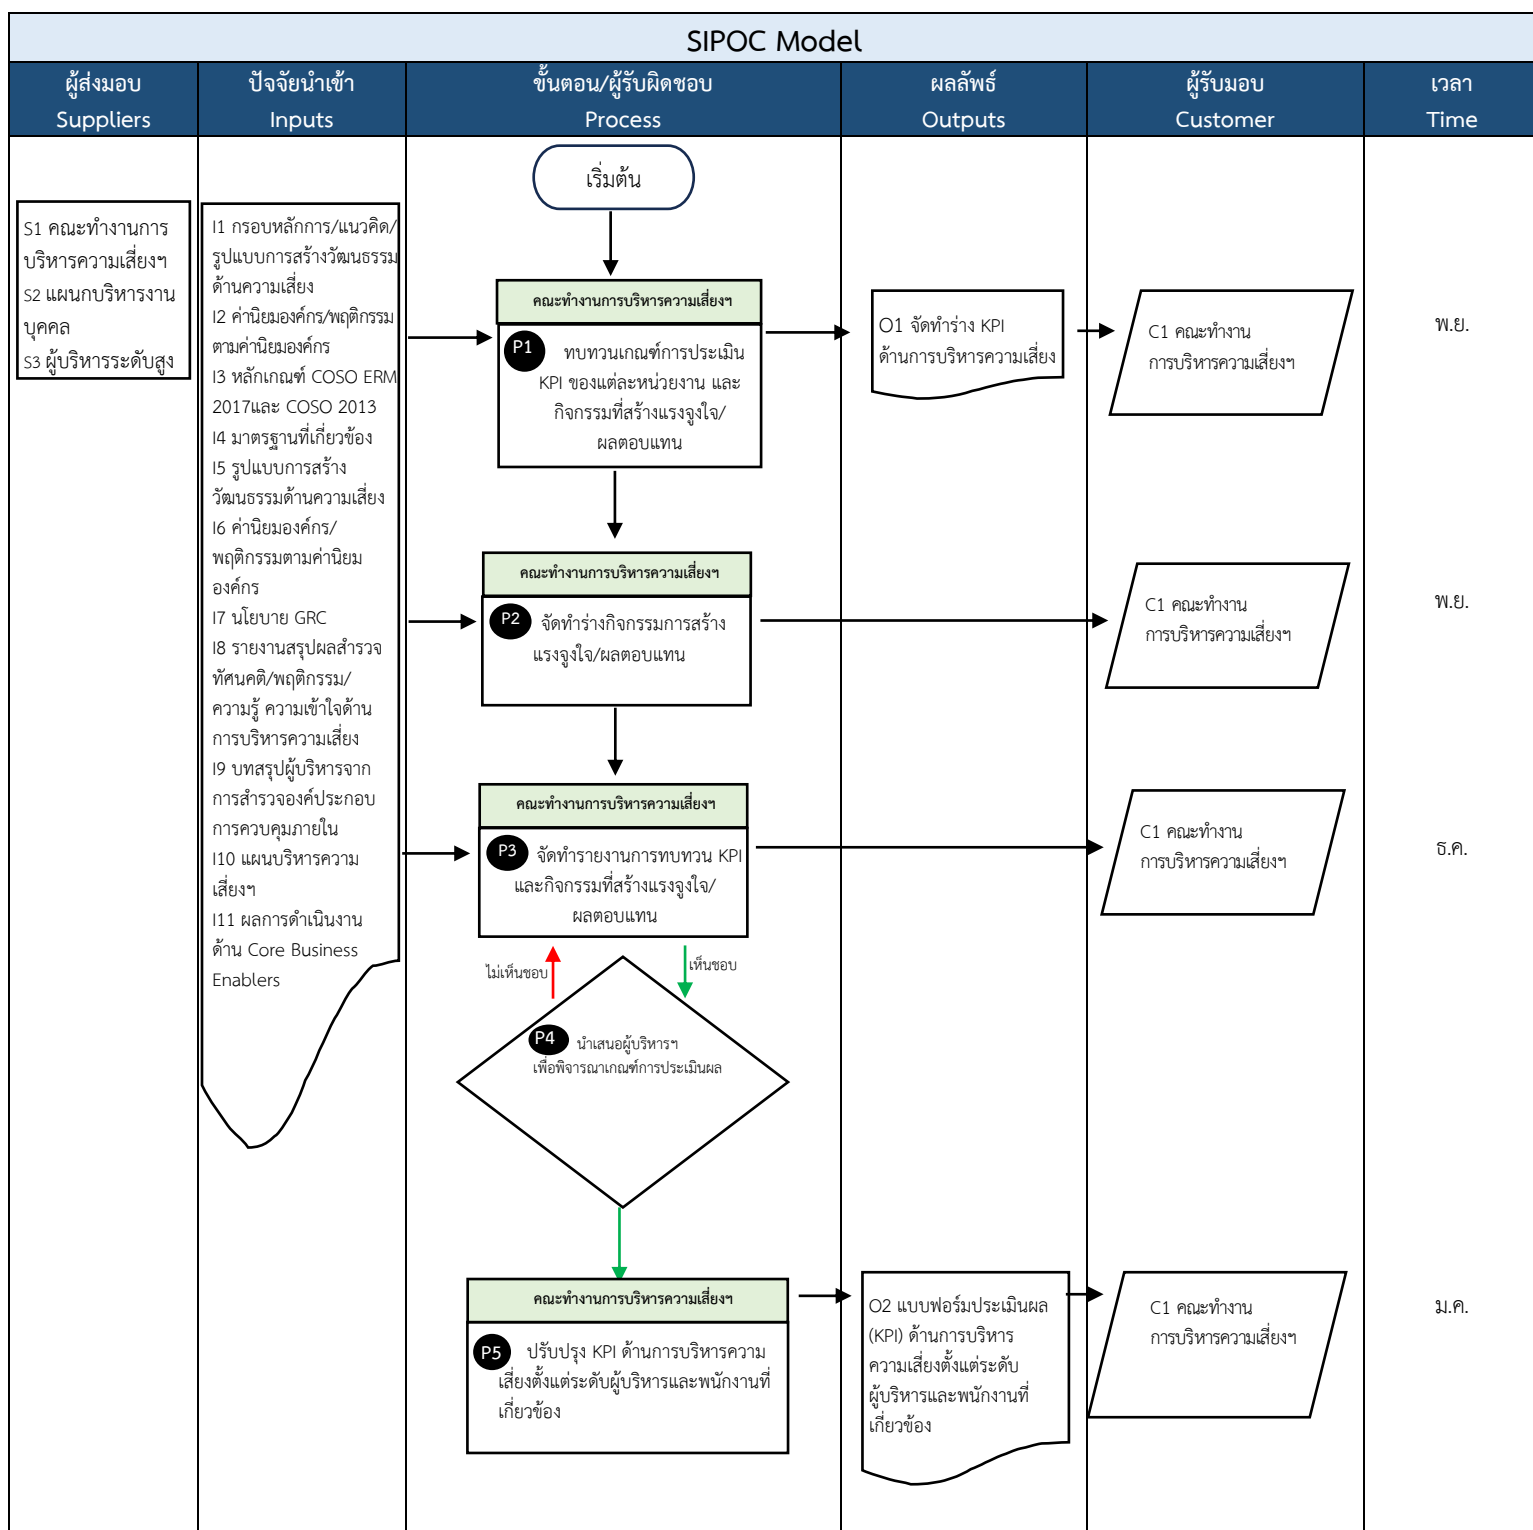 SIPOC Model
ผู้ส่งมอบ
Suppliers
ปัจจัยนำเข้า
Inputs
ขั้นตอน/ผู้รับผิดชอบ
Process
ผลลัพธ์
Outputs
ผู้รับมอบ
Customer
เวลา
Time
S1 คณะทำงานการ
บริหารความเสี่ยงฯ
S2 แผนกบริหารงาน
บุคคล
S3 ผู้บริหารระดับสูง
I1 กรอบหลักการ/แนวคิด/
รูปแบบการสร้างวัฒนธรรม
ด้านความเสี่ยง
I2 ค่านิยมองค์กร/พฤติกรรม
ตามค่านิยมองค์กร
I3 หลักเกณฑ์ COSO ERM
2017และ COSO 2013
I4 มาตรฐานที่เกี่ยวข้อง
I5 รูปแบบการสร้าง
วัฒนธรรมด้านความเสี่ยง
I6 ค่านิยมองค์กร/
พฤติกรรมตามค่านิยม
องค์กร
I7 นโยบาย GRC
I8 รายงานสรุปผลสำรวจ
ทัศนคติ/พฤติกรรม/
ความรู้ ความเข้าใจด้าน
การบริหารความเสี่ยง
I9 บทสรุปผู้บริหารจาก
การสำรวจองค์ประกอบ
การควบคุมภายใน
I10 แผนบริหารความ
เสี่ยงฯ
I11 ผลการดำเนินงาน
ด้าน Core Business
Enablers
เริ่มต้น
คณะทำงานการบริหารความเสี่ยงฯ
P1 ทบทวนเกณฑ์การประเมิน
KPI ของแต่ละหน่วยงาน และ
กิจกรรมที่สร้างแรงจูงใจ/
ผลตอบแทน
O1 จัดทำร่าง KPI
ด้านการบริหารความเสี่ยง
C1 คณะทำงาน
การบริหารความเสี่ยงฯ
พ.ย.
คณะทำงานการบริหารความเสี่ยงฯ
P2 จัดทำร่างกิจกรรมการสร้าง
แรงจูงใจ/ผลตอบแทน
C1 คณะทำงาน
การบริหารความเสี่ยงฯ
พ.ย.
คณะทำงานการบริหารความเสี่ยงฯ
P3 จัดทำรายงานการทบทวน KPI
และกิจกรรมที่สร้างแรงจูงใจ/
ผลตอบแทน
C1 คณะทำงาน
การบริหารความเสี่ยงฯ
ธ.ค.
ไม่เห็นชอบ
เห็นชอบ
P4 นำเสนอผู้บริหารฯ
เพื่อพิจารณาเกณฑ์การประเมินผล
คณะทำงานการบริหารความเสี่ยงฯ
P5 ปรับปรุง KPI ด้านการบริหารความ
เสี่ยงตั้งแต่ระดับผู้บริหารและพนักงานที่
เกี่ยวข้อง
O2 แบบฟอร์มประเมินผล
(KPI) ด้านการบริหาร
ความเสี่ยงตั้งแต่ระดับ
ผู้บริหารและพนักงานที่
เกี่ยวข้อง
C1 คณะทำงาน
การบริหารความเสี่ยงฯ
ม.ค.